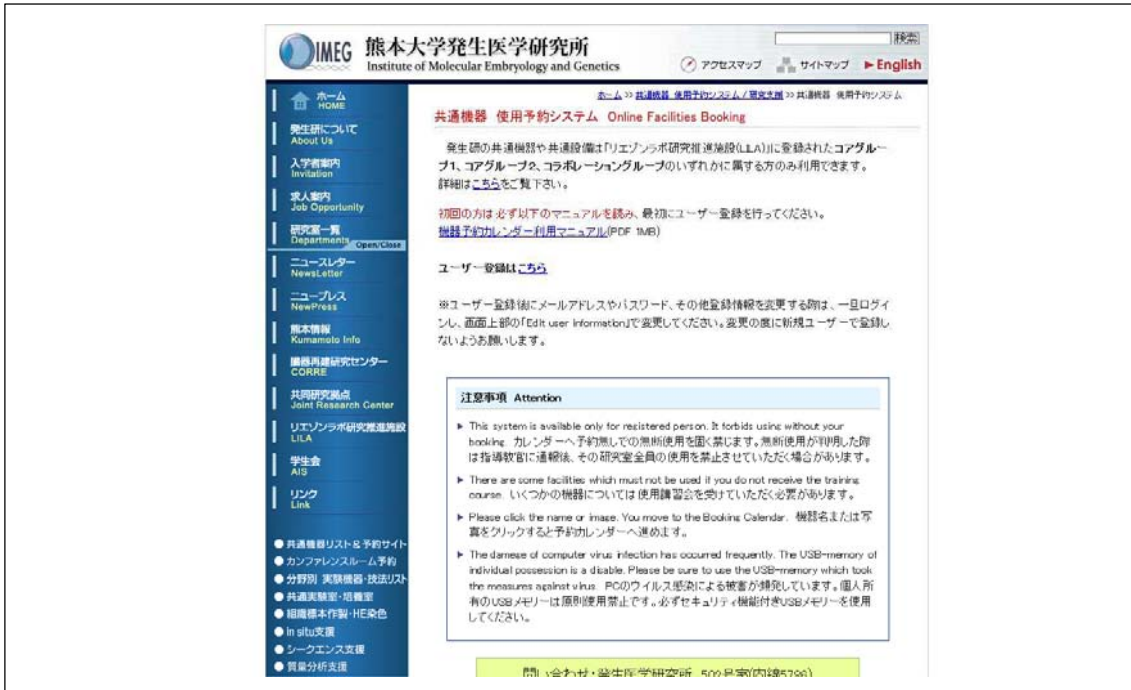 検索
IMEG 熊本大学発生医学研究所
Institute of Molecular Embryology and Genetics
アクセスマップ サイトマップ ►English
ホーム
HOME
発生研について
About Us
入学者案内
Invitation
求人案内
Job Opportunity
研究室一覧
Departments Open/Close
ニュースレター
NewsLetter
ニュープレス
NewPress
熊本情報
Kumamoto Info
臓器再建研究センター
CORRE
共同研究拠点
Joint Research Center
リエゾンラボ研究推進施設
LILA
学生会
AIS
リンク
Link
● 共通機器リスト&予約サイト
● カンファレンスルーム予約
● 分野別 実験機器・技法リスト
● 共通実験室・培養室
● 組織標本作製・HE染色
● In situ支援
● シークエンス支援
● 質量分析支援
ホーム >> 共通機器 使用予約システム / 研究支援 >> 共通機器 使用予約システム
共通機器 使用予約システム Online Facilities Booking
発生研の共通機器や共通設備は「リエゾンラボ研究推進施設(LILA)」に登録されたコアグルー
プ1、コアグループ2、コラボレーショングループのいずれかに属する方のみ利用できます。
詳細はこちらをご覧下さい。
初回の方は必ず以下のマニュアルを読み、最初にユーザー登録を行ってください。
機器予約カレンダー利用マニュアル(PDF 1MB)
ユーザー登録はこちら
※ユーザー登録後にメールアドレスやパスワード、その他登録情報を変更する際は、一旦ログイ
ンし、画面上部の「Edit user information」で変更してください。変更の度に新規ユーザーで登録し
ないようお願いします。
注意事項 Attention
► This system is available only for resistered person. It forbids using without your
booking. カレンダーへ予約無しでの無断使用を固く禁じます。無断使用が判明した際
は指導教官に通報後、その研究室全員の使用を禁止させていただく場合があります。
► There are some facilities which must not be used if you do not receive the training
course. いくつかの機器については使用講習会を受けていただく必要があります。
► Please click the name or image. You move to the Booking Calendar. 機器名または写
真をクリックすると予約カレンダーへ進めます。
► The damese of computer virus infection has occurred frequently. The USB-memory of
individual possession is a disable. Please be sure to use the USB-memory which took
the measures against virus. PCのウイルス感染による被害が頻発しています。個人所
有のUSBメモリーは原則使用禁止です。必ずセキュリティ機能付きUSBメモリーを使用
してください。
問い合わせ:発生医学研究所 502号室(内線5796)